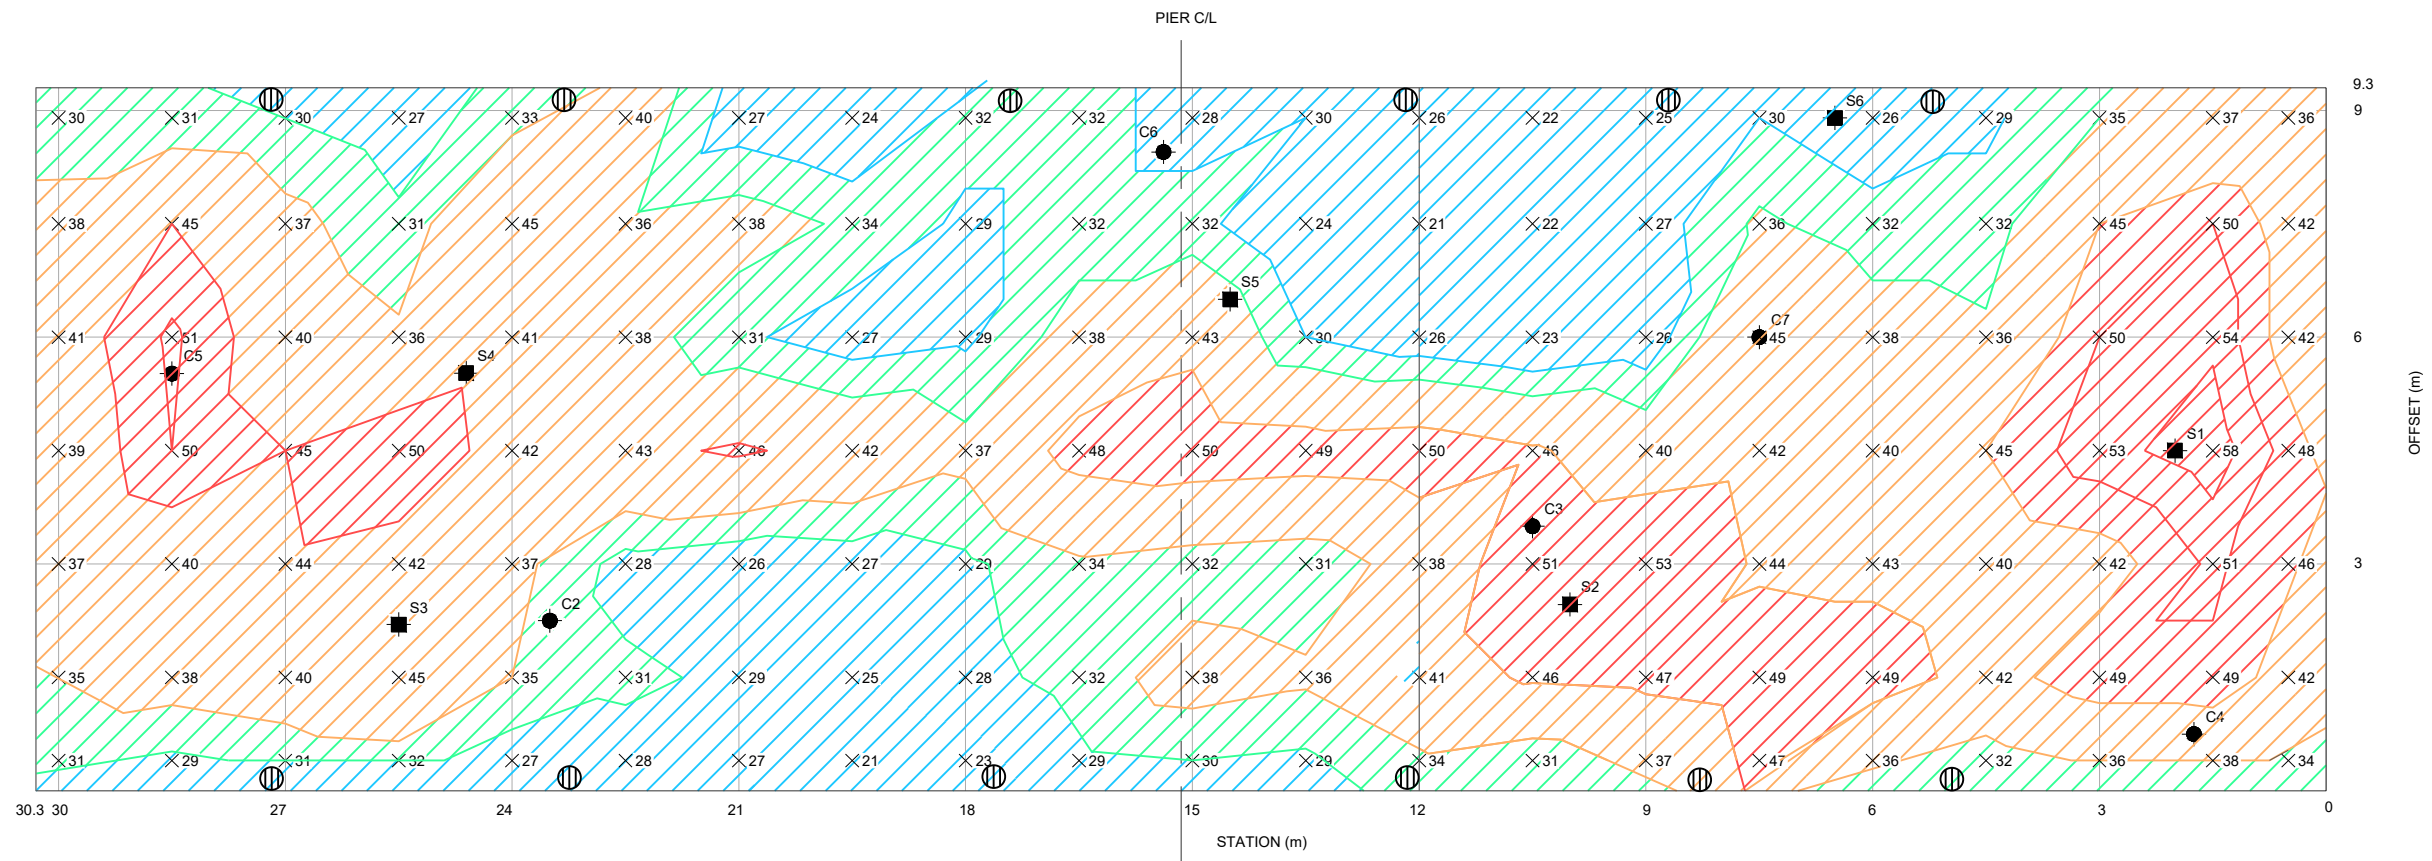 PIER C/L
9.3
30 31 30 27 33 40 27 24 32 32 28 30 26 22 25 30 26 29 35 37 36 9
S6
C6
38 45 37 31 45 36 38 34 29 32 32 24 21 22 27 36 32 32 45 50 42
S5
C7
41 51 40 36 41 38 31 27 29 38 43 30 26 23 26 45 38 36 50 54 42 6
C5 S4
OFFSET (m)
S1
39 50 45 50 42 43 46 42 37 48 50 49 50 46 40 42 40 45 53 58 48
C3
37 40 44 42 37 28 26 27 29 34 32 31 38 51 53 44 43 40 42 51 46 3
S3 C2 S2
35 38 40 45 35 31 29 25 28 32 38 36 41 46 47 49 49 42 49 49 42
C4
31 29 31 32 27 28 27 21 23 29 30 29 34 31 37 47 36 32 36 38 34
30.3 30 27 24 21 18 15 12 9 6 3 0
STATION (m)